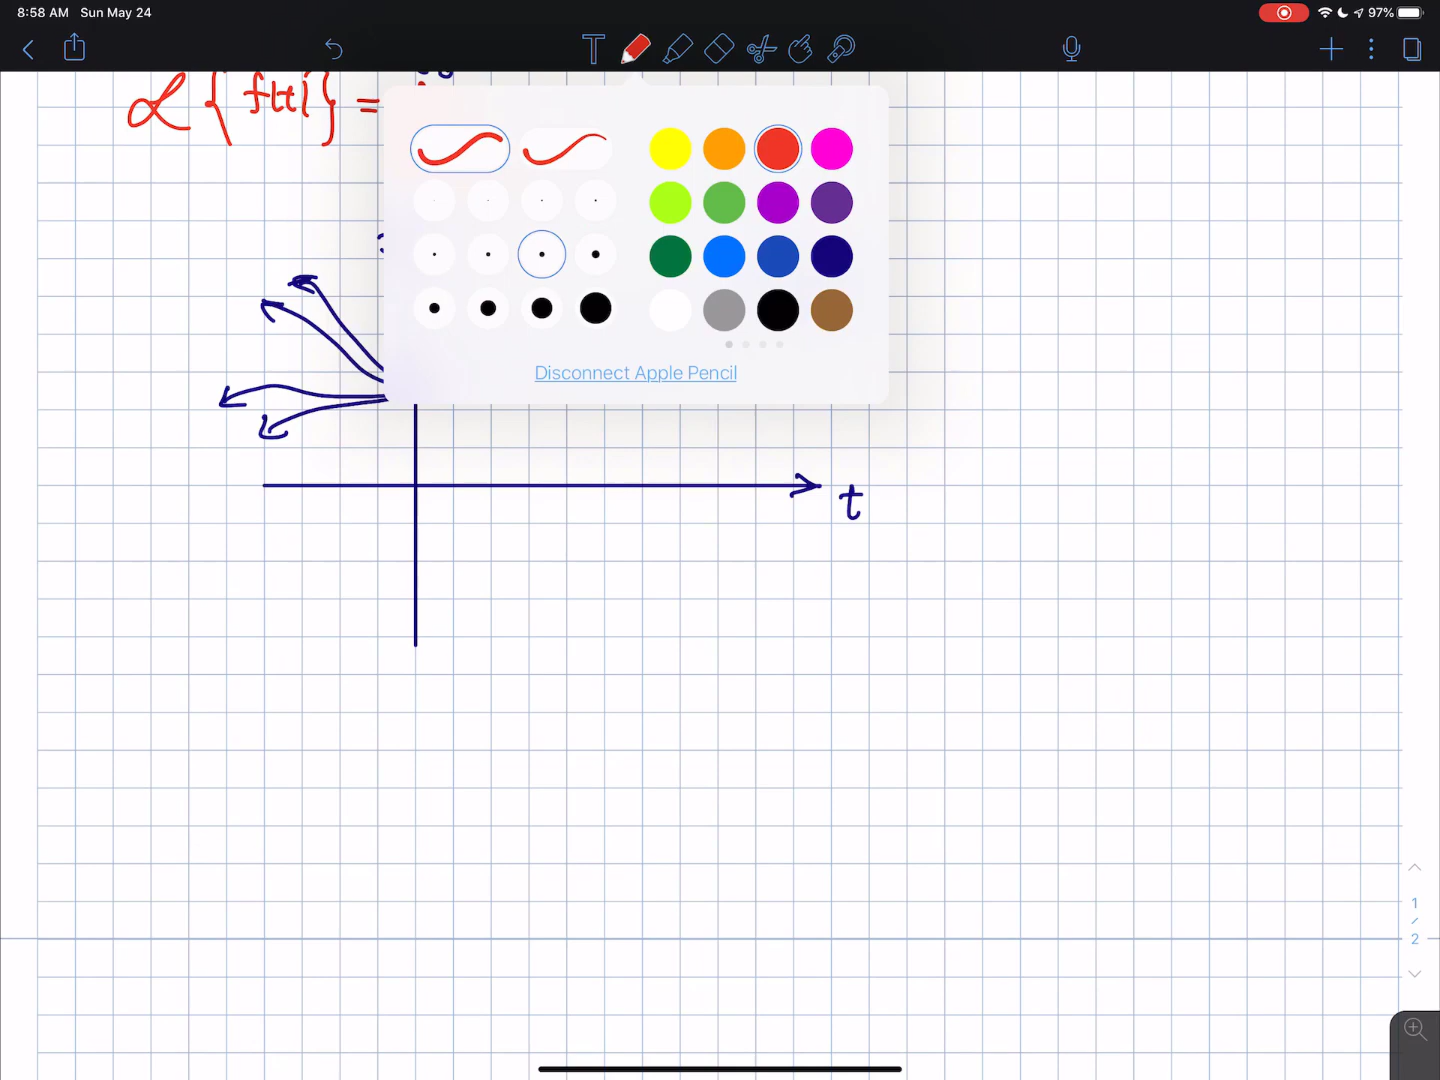 8:58 AM Sun May 24
97%
T
ℒ{f(t)} =
Disconnect Apple Pencil
t
1
2